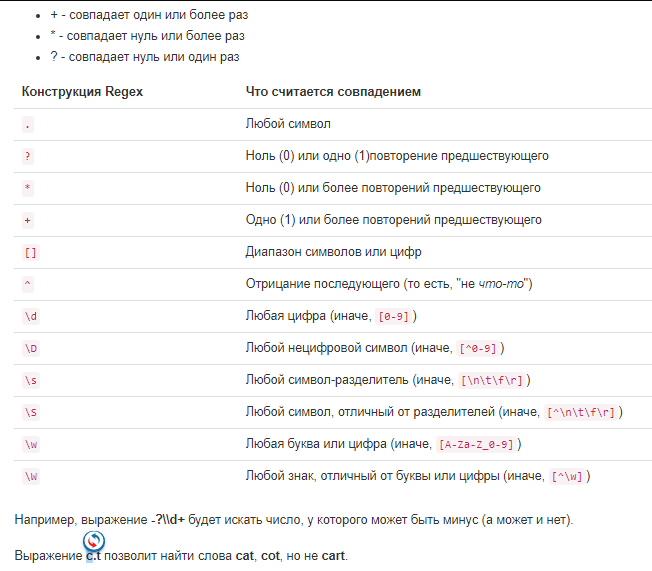 + - совпадает один или более раз
* - совпадает нуль или более раз
? - совпадает нуль или один раз
Конструкция Regex Что считается совпадением
. Любой символ
? Ноль (0) или одно (1)повторение предшествующего
* Ноль (0) или более повторений предшествующего
+ Одно (1) или более повторений предшествующего
[] Диапазон символов или цифр
^ Отрицание последующего (то есть, "не что-то")
\d Любая цифра (иначе, [0-9])
\D Любой нецифровой символ (иначе, [^0-9])
\s Любой символ-разделитель (иначе, [\n\t\f\r])
\S Любой символ, отличный от разделителей (иначе, [^\n\t\f\r])
\w Любая буква или цифра (иначе, [A-Za-Z_0-9])
\W Любой знак, отличный от буквы или цифры (иначе, [^\w])
Например, выражение -?\\d+ будет искать число, у которого может быть минус (а может и нет).
Выражение c.t позволит найти слова cat, cot, но не cart.